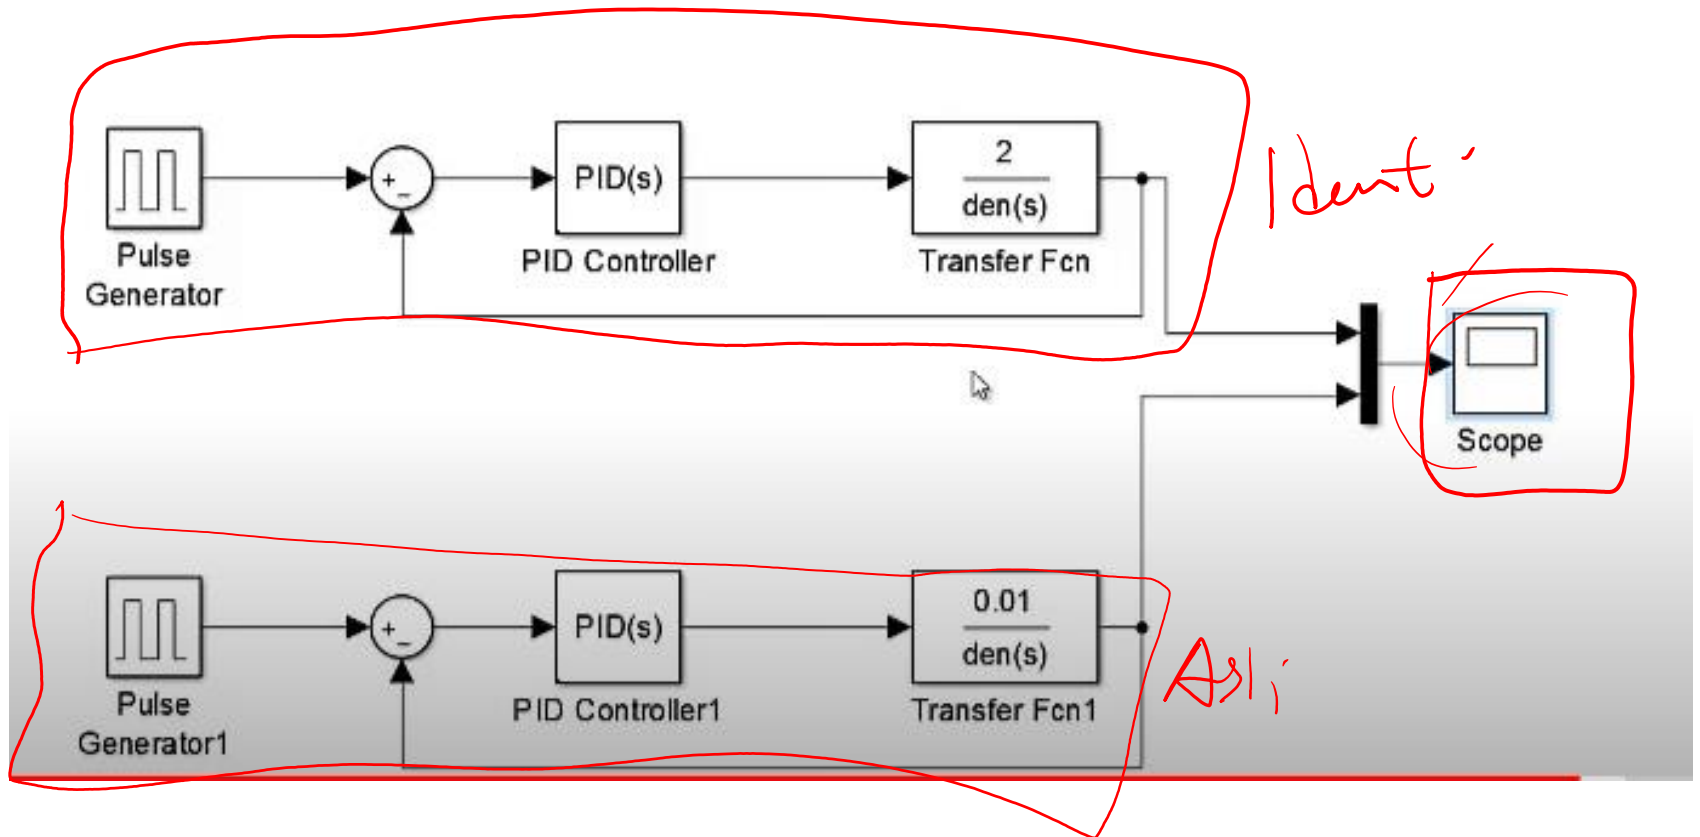 Pulse
Generator
+
−
PID(s)
PID Controller
2
den(s)
Transfer Fcn
Ident
Scope
Pulse
Generator1
+
−
PID(s)
PID Controller1
0.01
den(s)
Transfer Fcn1
Asli